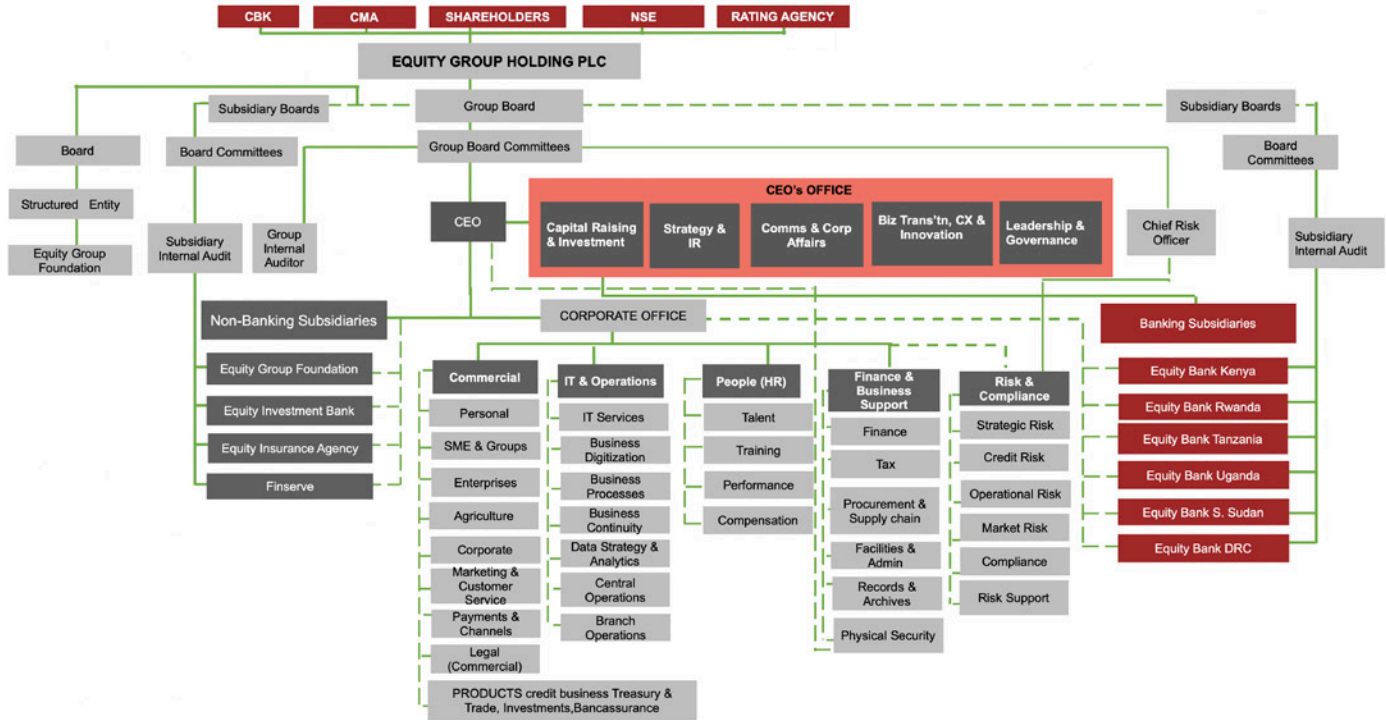 CBK
CMA
SHAREHOLDERS
NSE
RATING AGENCY
EQUITY GROUP HOLDING PLC
Subsidiary Boards
Group Board
Subsidiary Boards
Board
Board Committees
Group Board Committees
Board
Committees
Structured Entity
Equity Group
Foundation
Subsidiary
Internal Audit
Group
Internal
Auditor
CEO
CEO's OFFICE
Capital Raising
& Investment
Strategy &
IR
Comms & Corp
Affairs
Biz Trans'tn, CX &
Innovation
Leadership &
Governance
Chief Risk
Officer
Subsidiary
Internal Audit
Non-Banking Subsidiaries
CORPORATE OFFICE
Banking Subsidiaries
Equity Group Foundation
Equity Investment Bank
Equity Insurance Agency
Finserve
Commercial
Personal
SME & Groups
Enterprises
Agriculture
Corporate
Marketing &
Customer
Service
Payments &
Channels
Legal
(Commercial)
PRODUCTS credit business Treasury &
Trade, Investments,Bancassurance
IT & Operations
IT Services
Business
Digitization
Business
Processes
Business
Continuity
Data Strategy &
Analytics
Central
Operations
Branch
Operations
People (HR)
Talent
Training
Performance
Compensation
Finance &
Business
Support
Finance
Tax
Procurement &
Supply chain
Facilities &
Admin
Records &
Archives
Physical Security
Risk &
Compliance
Strategic Risk
Credit Risk
Operational Risk
Market Risk
Compliance
Risk Support
Equity Bank Kenya
Equity Bank Rwanda
Equity Bank Tanzania
Equity Bank Uganda
Equity Bank S. Sudan
Equity Bank DRC